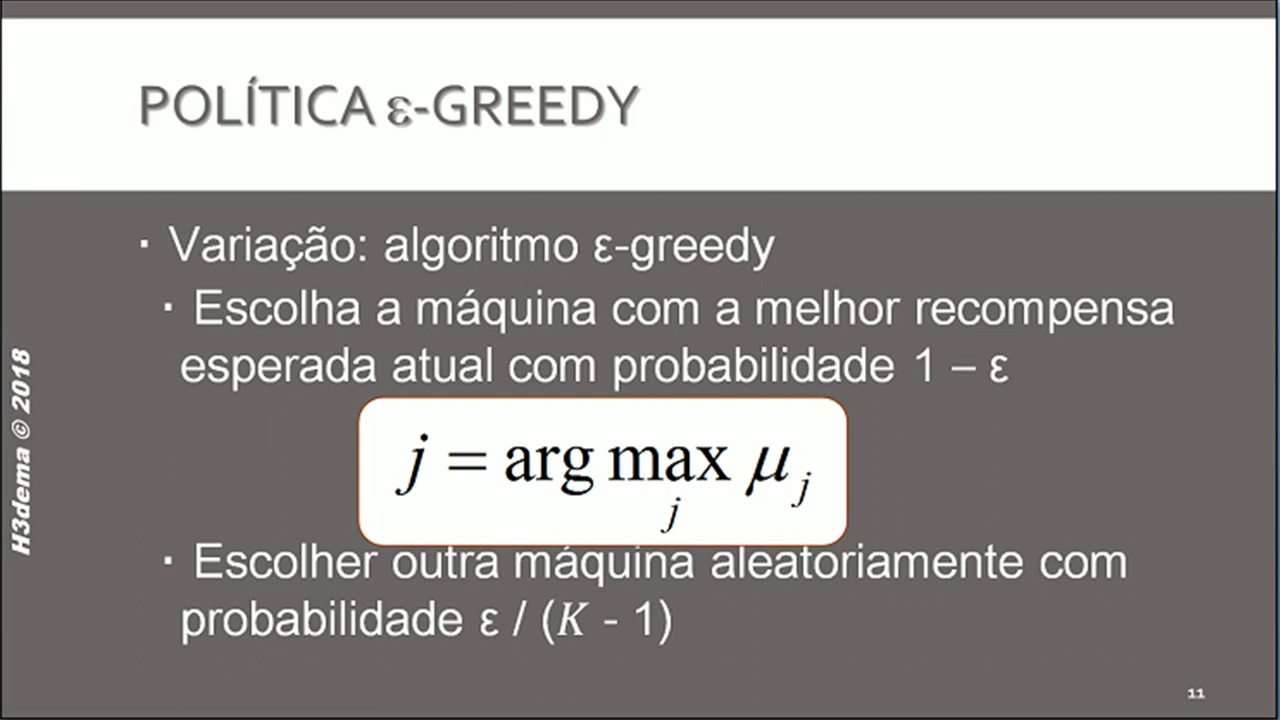 POLÍTICA ε-GREEDY
▪ Variação: algoritmo ε-greedy
▪ Escolha a máquina com a melhor recompensa
esperada atual com probabilidade 1 – ε
j = arg max μ j
j
▪ Escolher outra máquina aleatoriamente com
probabilidade ε / (K - 1)
H3dema © 2018
11